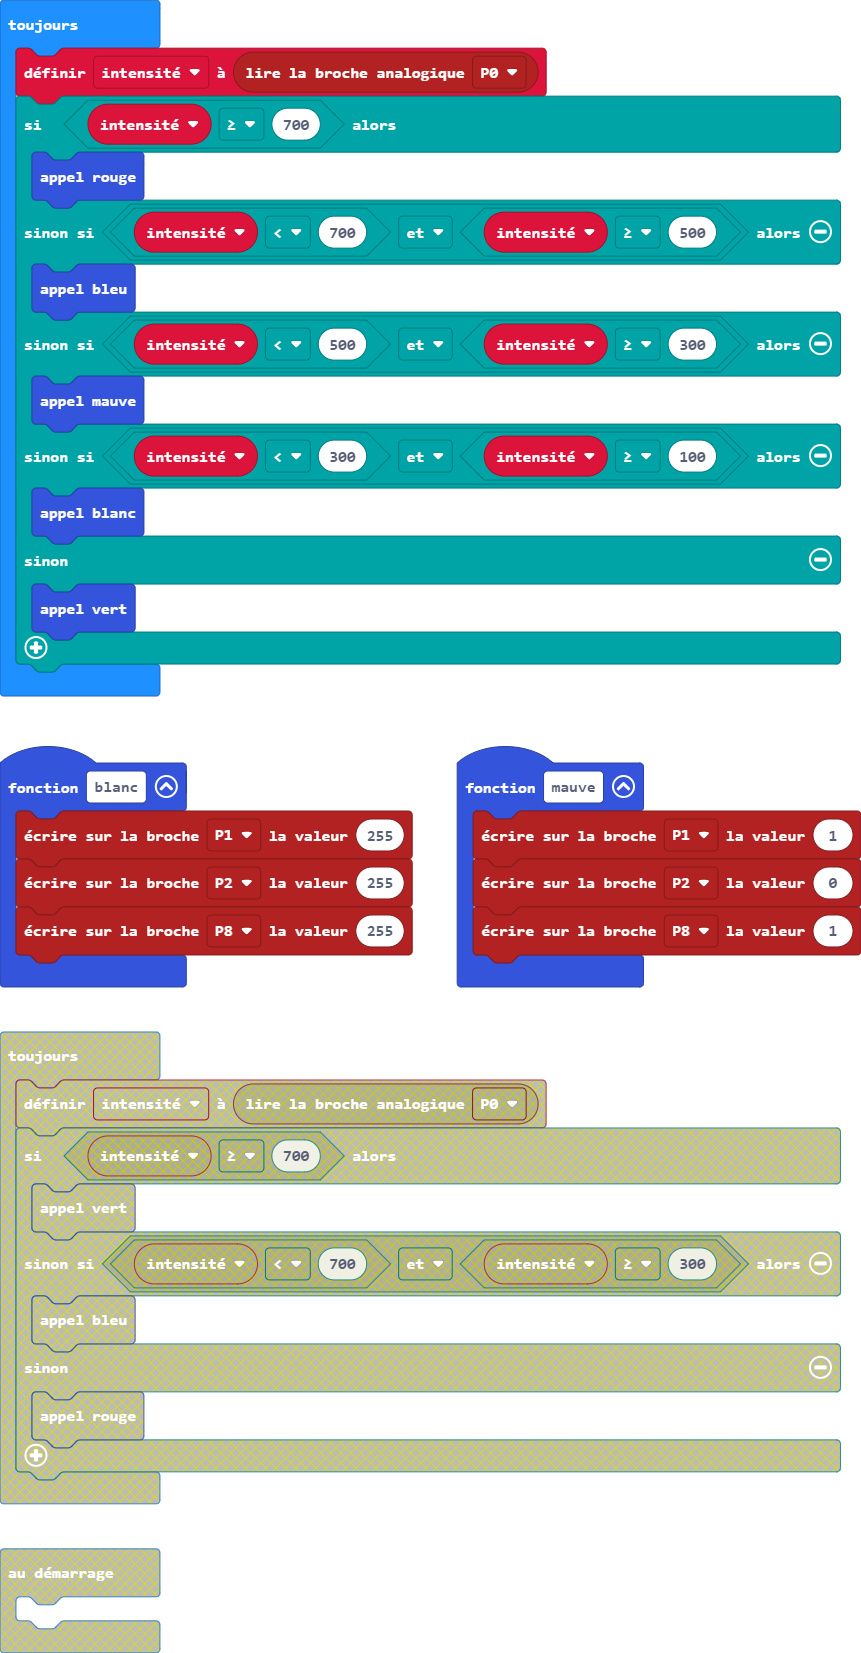 toujours
définir intensité à lire la broche analogique P0
si intensité ≥ 700 alors
appel rouge
sinon si intensité < 700 et intensité ≥ 500 alors
appel bleu
sinon si intensité < 500 et intensité ≥ 300 alors
appel mauve
sinon si intensité < 300 et intensité ≥ 100 alors
appel blanc
sinon
appel vert
fonction blanc
écrire sur la broche P1 la valeur 255
écrire sur la broche P2 la valeur 255
écrire sur la broche P8 la valeur 255
fonction mauve
écrire sur la broche P1 la valeur 1
écrire sur la broche P2 la valeur 0
écrire sur la broche P8 la valeur 1
toujours
définir intensité à lire la broche analogique P0
si intensité ≥ 700 alors
appel vert
sinon si intensité < 700 et intensité ≥ 300 alors
appel bleu
sinon
appel rouge
au démarrage